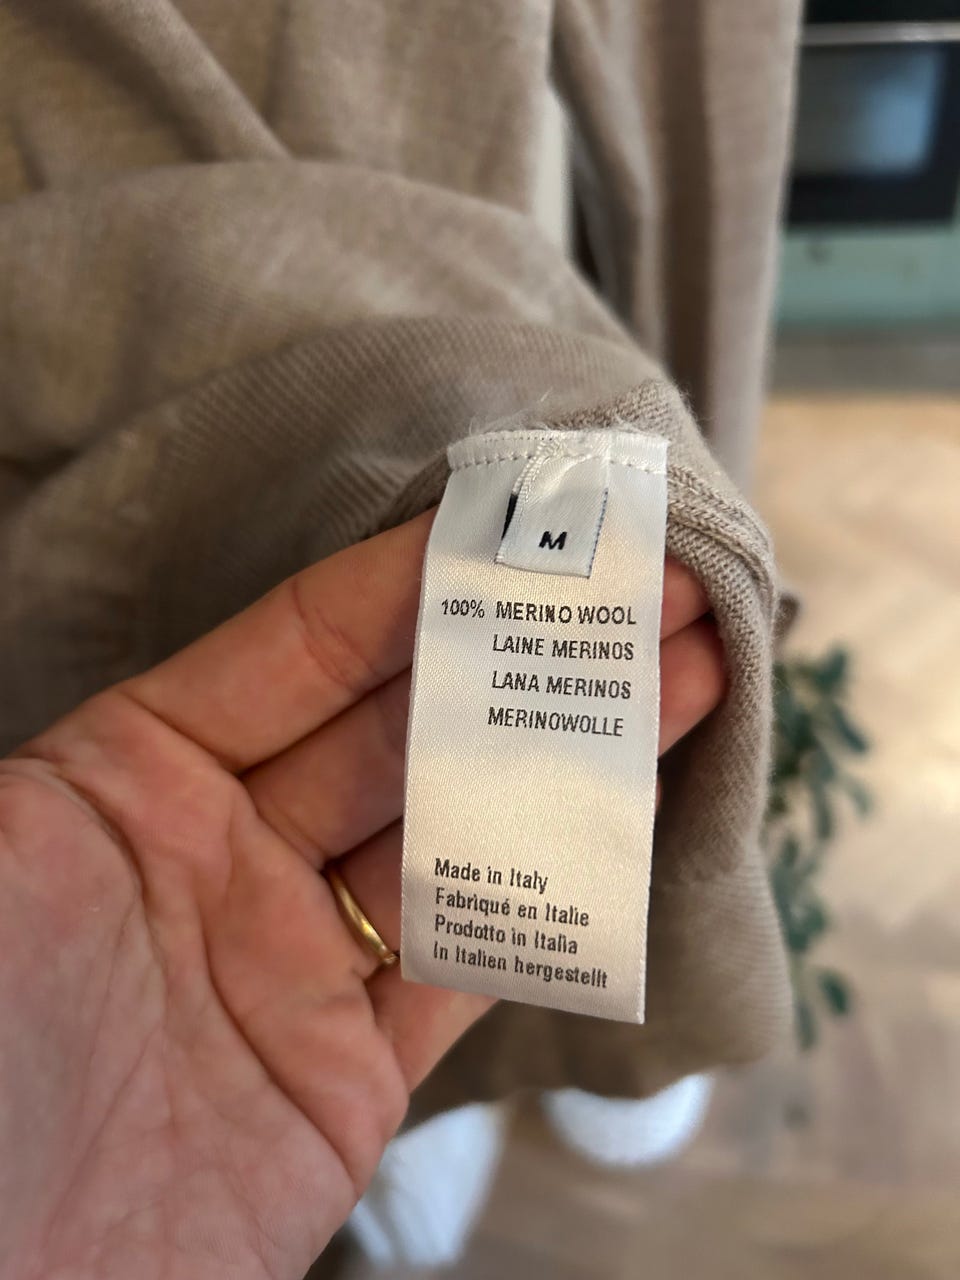 M
100% MERINO WOOL
LAINE MERINOS
LANA MERINOS
MERINOWOLLE
Made in Italy
Fabriqué en Italie
Prodotto in Italia
In Italien hergestellt